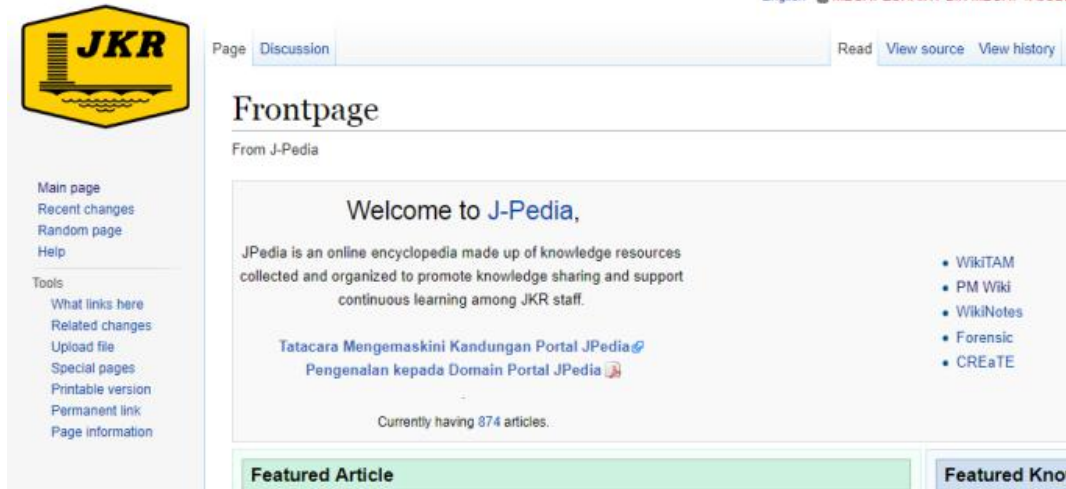 English
JKR
Page Discussion
Read View source View history
Frontpage
From J-Pedia
Main page
Recent changes
Random page
Help
Tools
What links here
Related changes
Upload file
Special pages
Printable version
Permanent link
Page information
Welcome to J-Pedia,
JPedia is an online encyclopedia made up of knowledge resources
collected and organized to promote knowledge sharing and support
continuous learning among JKR staff.
Tatacara Mengemaskini Kandungan Portal JPedia
Pengenalan kepada Domain Portal JPedia
.
Currently having 874 articles.
• WikiTAM
• PM Wiki
• WikiNotes
• Forensic
• CREaTE
Featured Article
Featured Kno